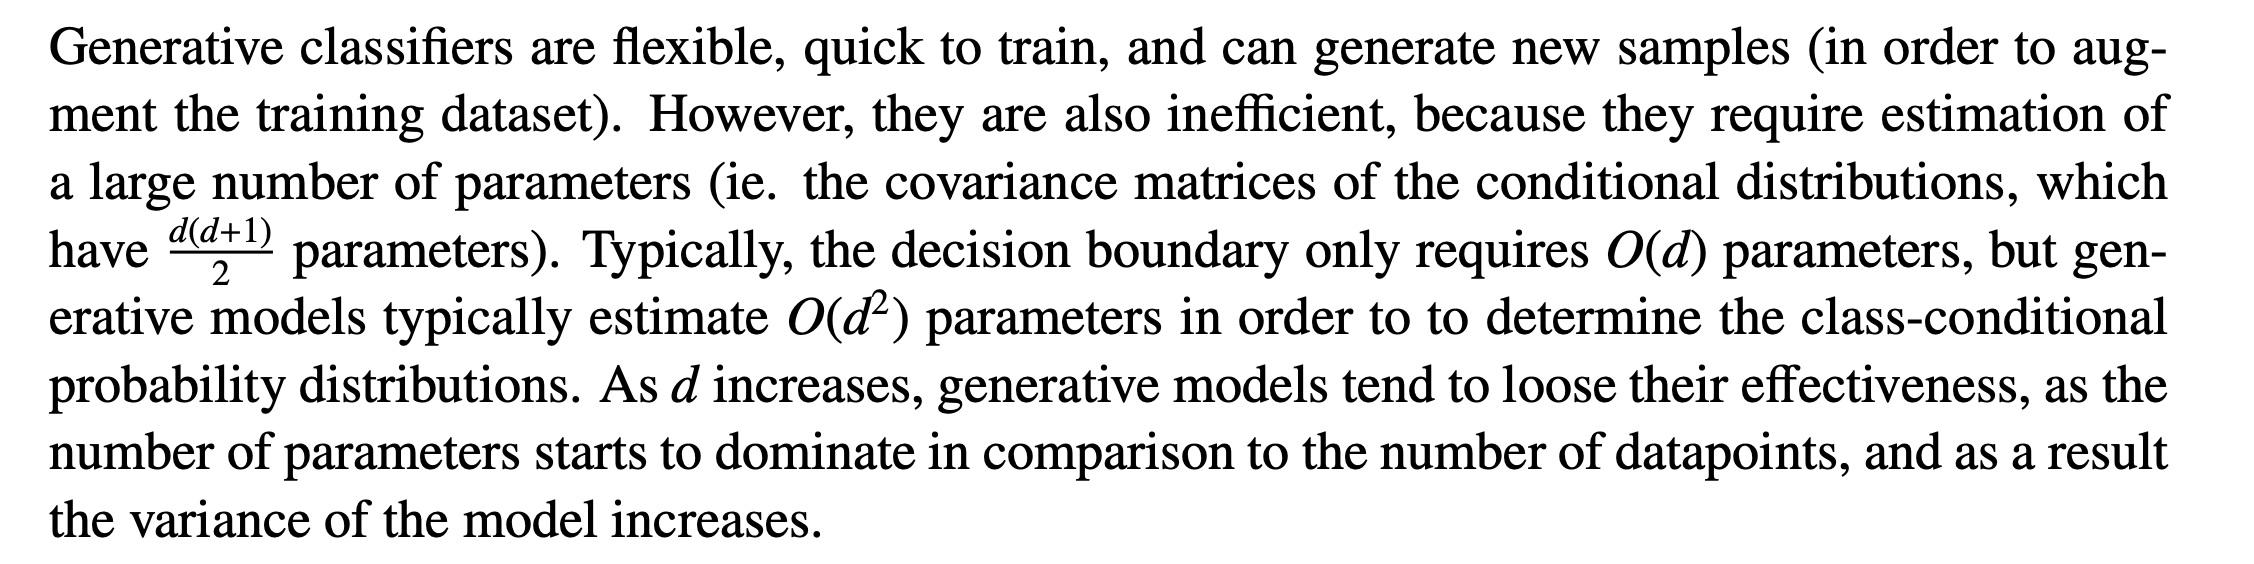 Generative classifiers are flexible, quick to train, and can generate new samples (in order to aug-
ment the training dataset). However, they are also inefficient, because they require estimation of
a large number of parameters (ie. the covariance matrices of the conditional distributions, which
have $\frac{d(d+1)}{2}$ parameters). Typically, the decision boundary only requires $O(d)$ parameters, but gen-
erative models typically estimate $O(d^2)$ parameters in order to to determine the class-conditional
probability distributions. As $d$ increases, generative models tend to loose their effectiveness, as the
number of parameters starts to dominate in comparison to the number of datapoints, and as a result
the variance of the model increases.